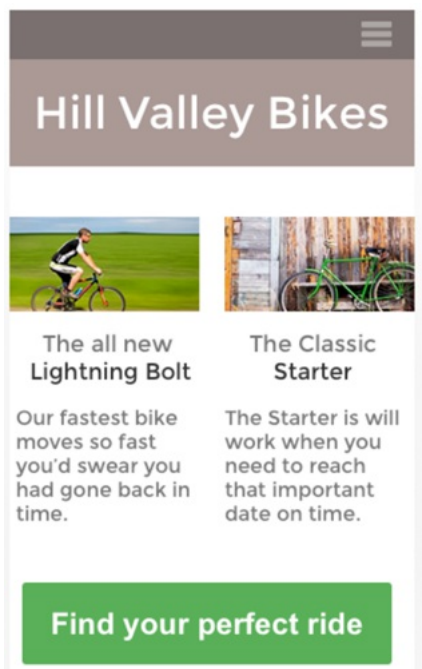 Hill Valley Bikes
The all new
Lightning Bolt
Our fastest bike
moves so fast
you'd swear you
had gone back in
time.
The Classic
Starter
The Starter is will
work when you
need to reach
that important
date on time.
Find your perfect ride